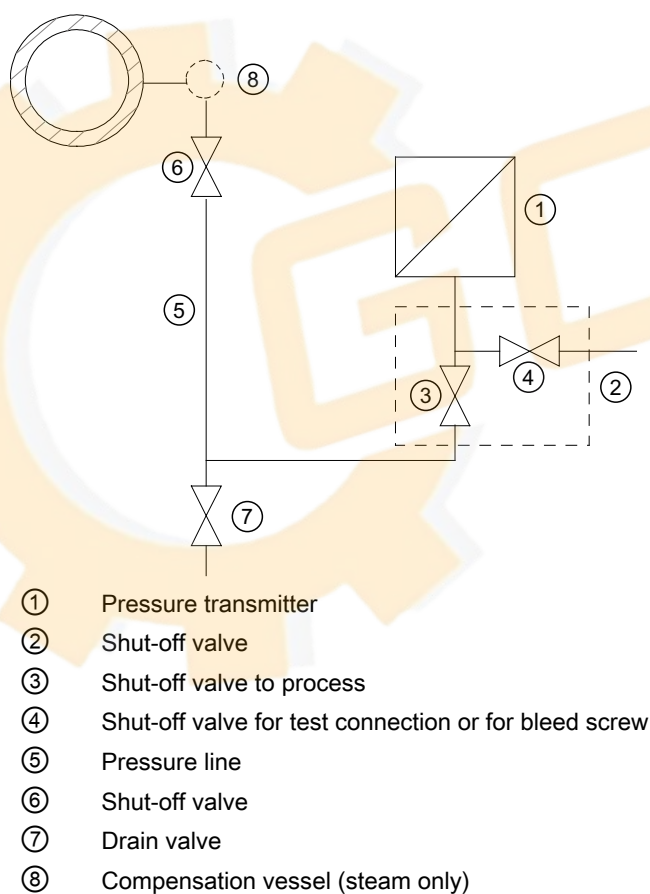 ⑧
⑥
①
⑤
④
③
②
⑦
① Pressure transmitter
② Shut-off valve
③ Shut-off valve to process
④ Shut-off valve for test connection or for bleed screw
⑤ Pressure line
⑥ Shut-off valve
⑦ Drain valve
⑧ Compensation vessel (steam only)